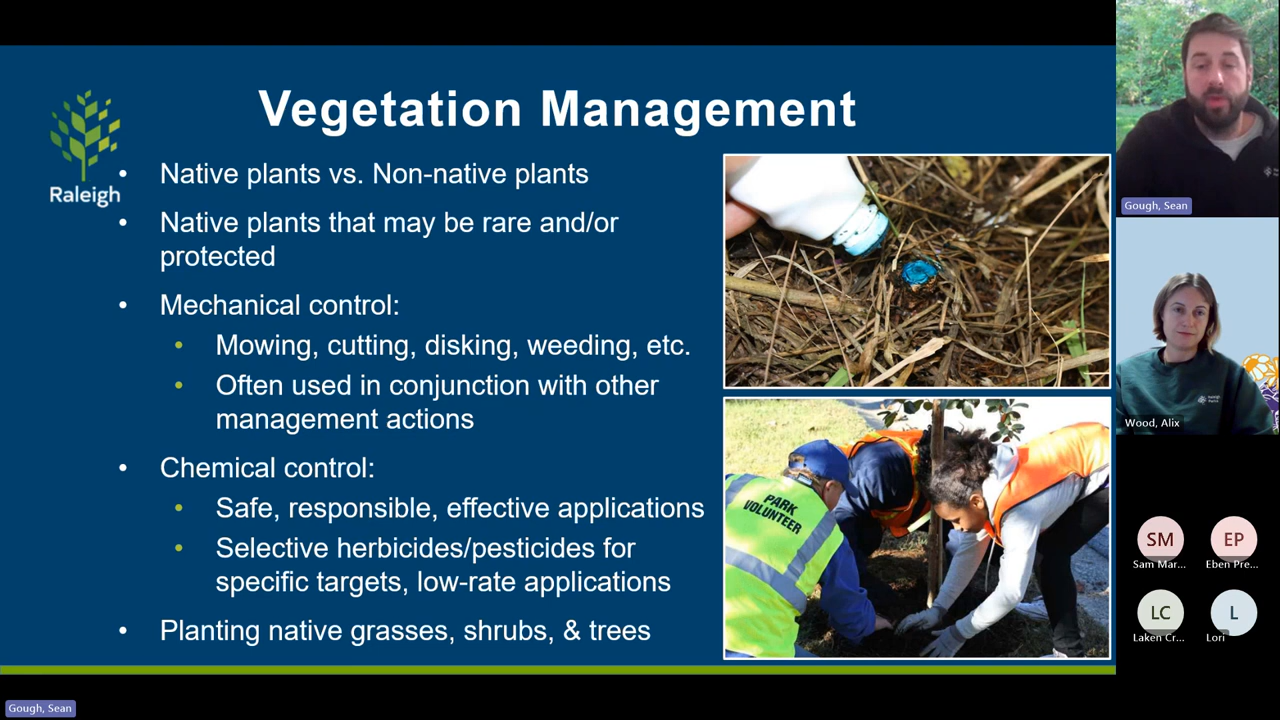 Vegetation Management
Raleigh
• Native plants vs. Non-native plants
• Native plants that may be rare and/or
protected
• Mechanical control:
• Mowing, cutting, disking, weeding, etc.
• Often used in conjunction with other
management actions
• Chemical control:
• Safe, responsible, effective applications
• Selective herbicides/pesticides for
specific targets, low-rate applications
• Planting native grasses, shrubs, & trees
PARK
VOLUNTEER
Gough, Sean
Wood, Alix
SM
EP
Sam Mar...
Eben Pre...
LC
L
Laken Cr...
Lori
Gough, Sean